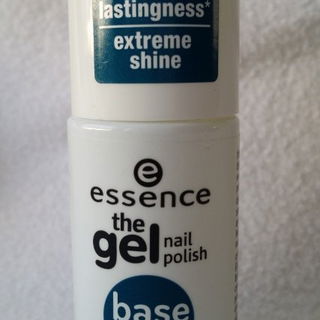 lastingness*
extreme
shine
e
essence
the
gel nail
polish
base